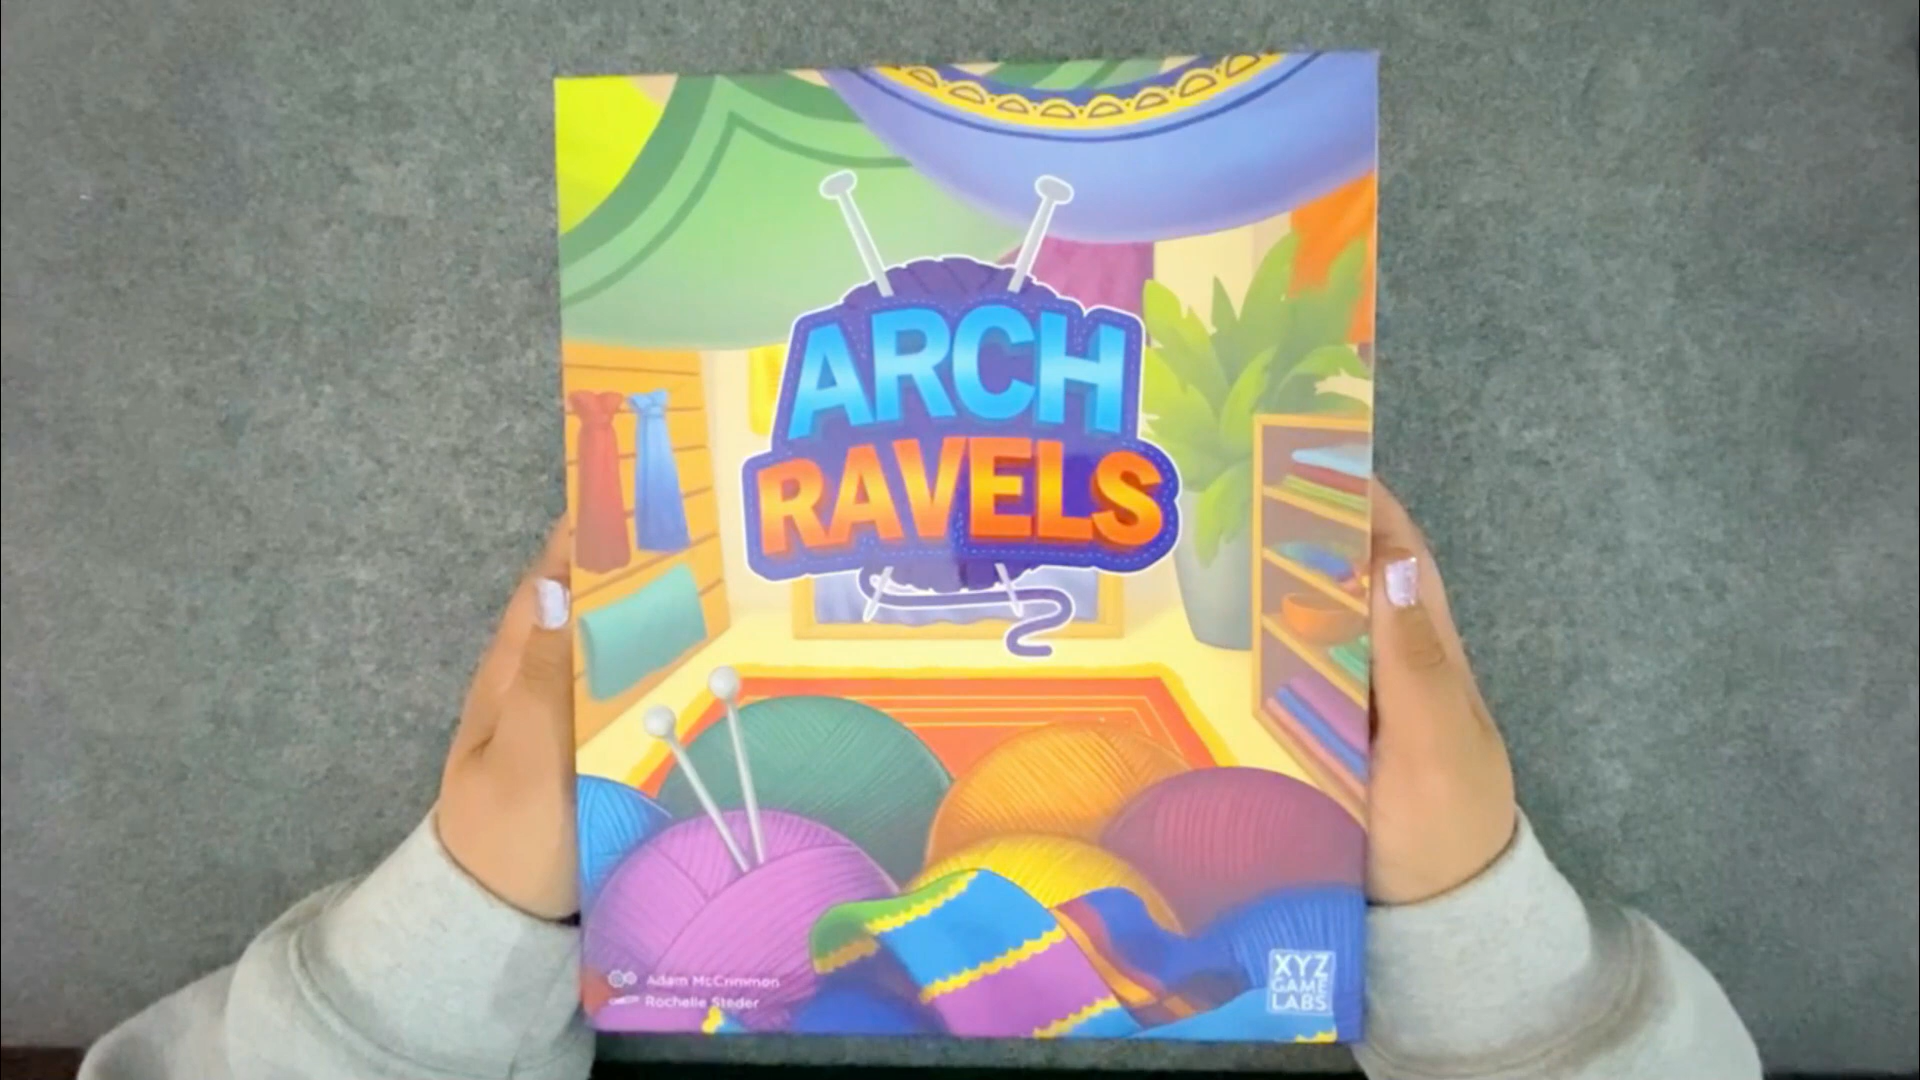 ARCH
RAVELS
Adam McCrimmon
Rochelle Steder
XYZ
GAME
LABS